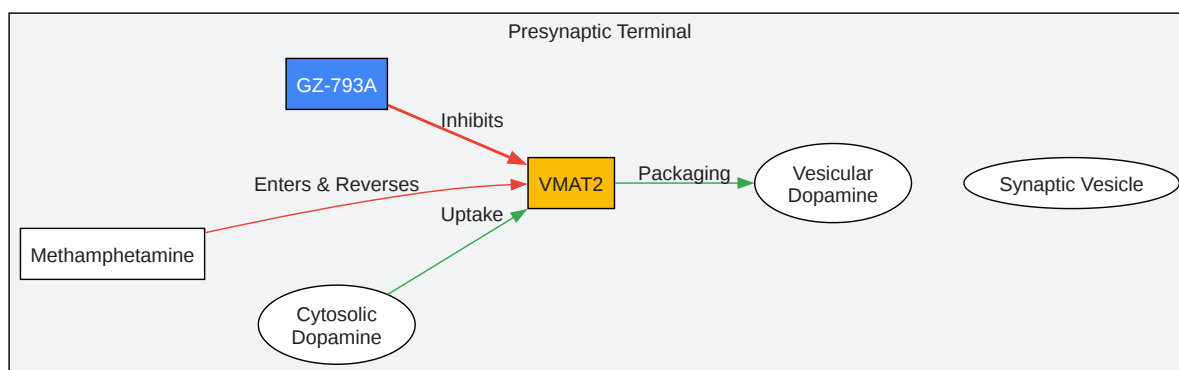 Presynaptic Terminal
GZ-793A
Inhibits
Enters & Reverses
VMAT2
Packaging
Vesicular
Dopamine
Synaptic Vesicle
Uptake
Methamphetamine
Cytosolic
Dopamine